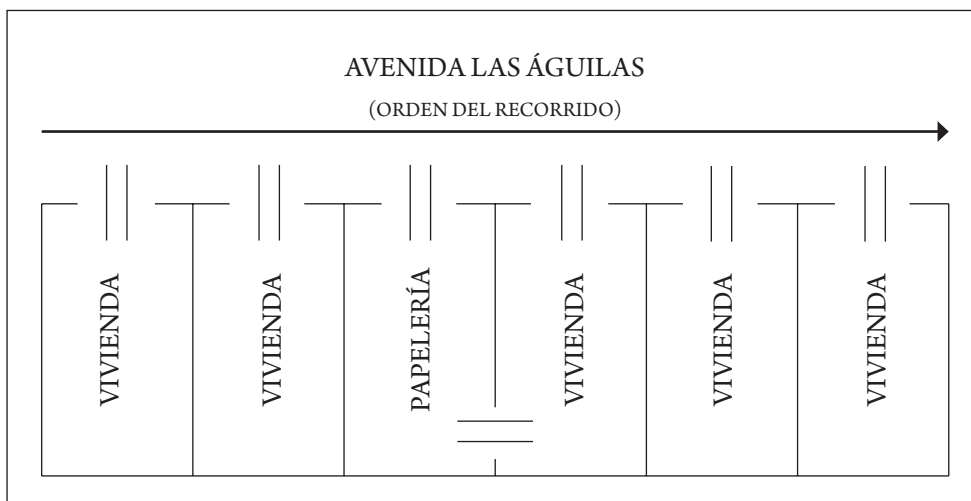 AVENIDA LAS ÁGUILAS
(ORDEN DEL RECORRIDO)
VIVIENDA
VIVIENDA
PAPELERÍA
VIVIENDA
VIVIENDA
VIVIENDA